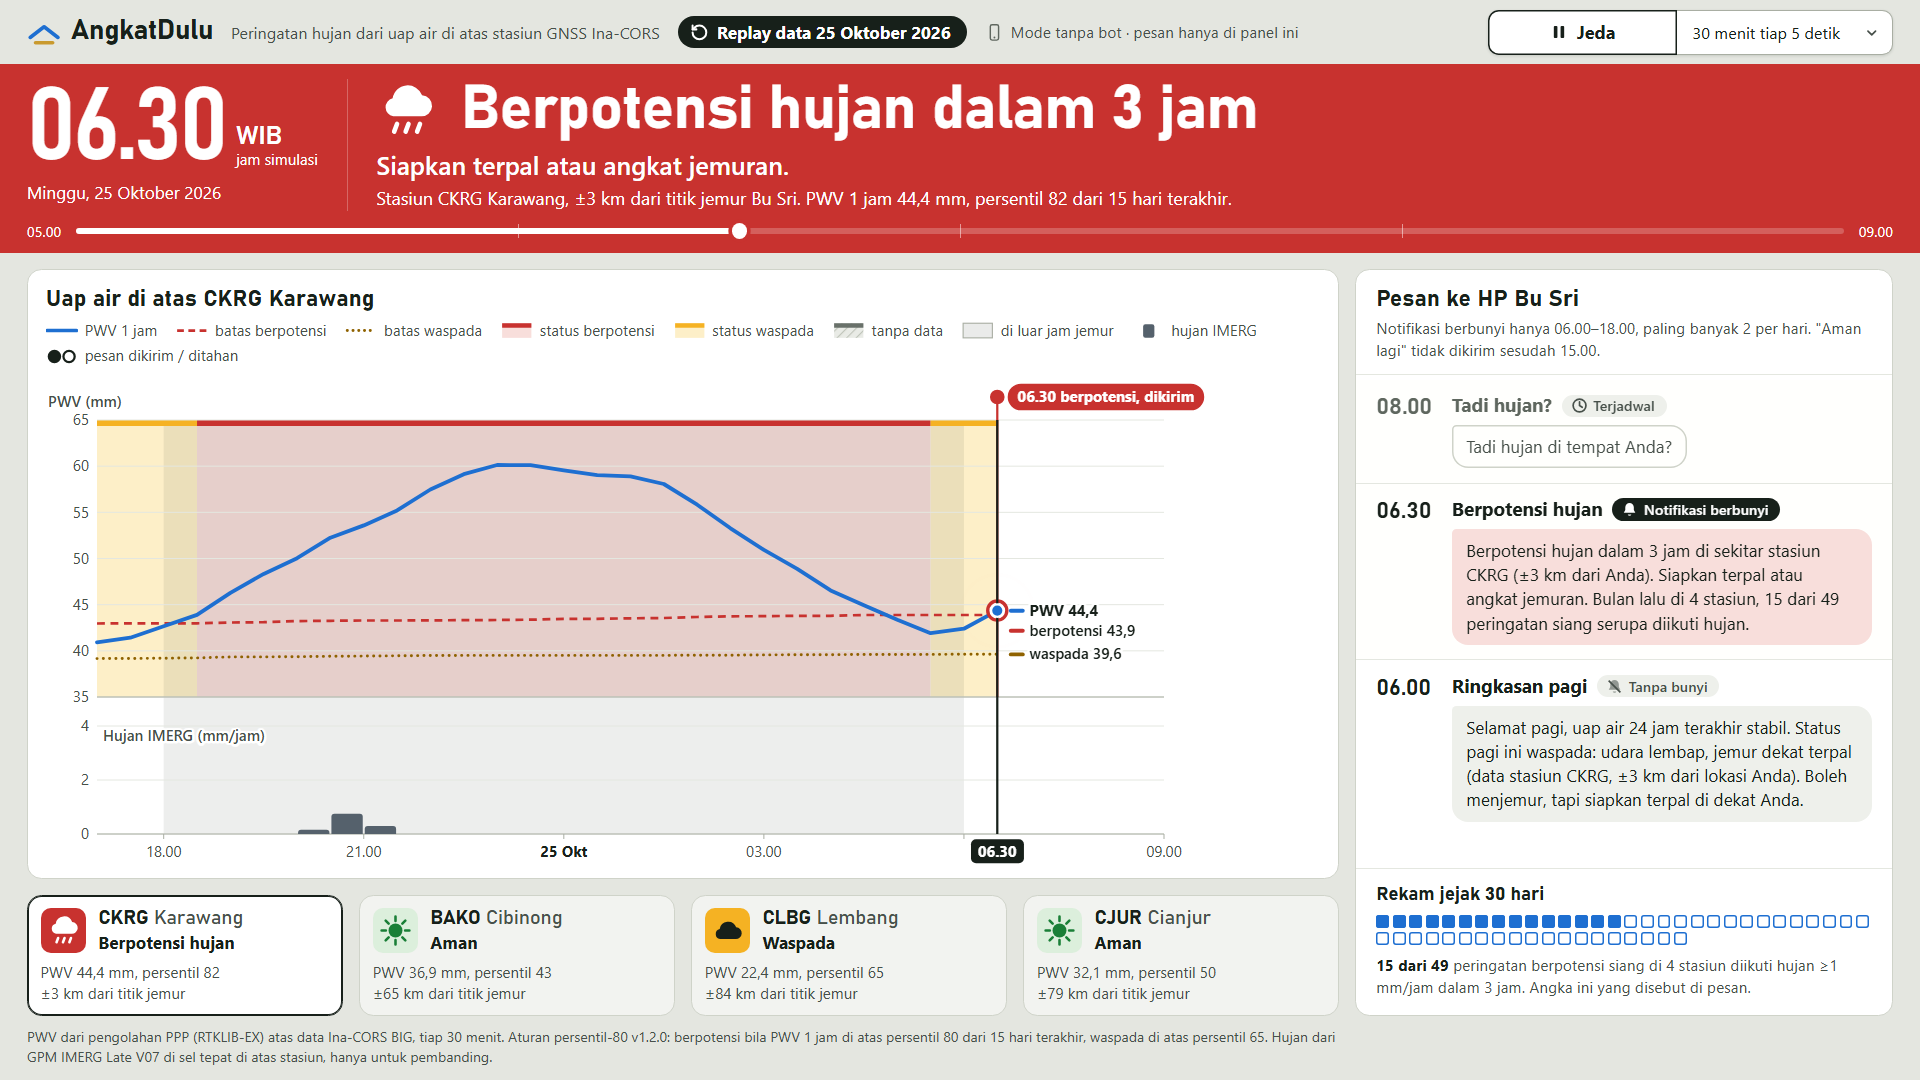 AngkatDulu
Peringatan hujan dari uap air di atas stasiun GNSS Ina-CORS
Replay data 25 Oktober 2026
Mode tanpa bot · pesan hanya di panel ini
Jeda
30 menit tiap 5 detik
06.30 WIB
jam simulasi
Minggu, 25 Oktober 2026
Berpotensi hujan dalam 3 jam
Siapkan terpal atau angkat jemuran.
Stasiun CKRG Karawang, ±3 km dari titik jemur Bu Sri. PWV 1 jam 44,4 mm, persentil 82 dari 15 hari terakhir.
05.00
09.00
Uap air di atas CKRG Karawang
PWV 1 jam
batas berpotensi
batas waspada
status berpotensi
status waspada
tanpa data
di luar jam jemur
hujan IMERG
pesan dikirim / ditahan
PWV (mm)
06.30 berpotensi, dikirim
65
60
55
50
45
40
35
PWV 44,4
berpotensi 43,9
waspada 39,6
4
Hujan IMERG (mm/jam)
2
0
18.00
21.00
25 Okt
03.00
06.30
09.00
CKRG Karawang
Berpotensi hujan
PWV 44,4 mm, persentil 82
±3 km dari titik jemur
BAKO Cibinong
Aman
PWV 36,9 mm, persentil 43
±65 km dari titik jemur
CLBG Lembang
Waspada
PWV 22,4 mm, persentil 65
±84 km dari titik jemur
CJUR Cianjur
Aman
PWV 32,1 mm, persentil 50
±79 km dari titik jemur
PWV dari pengolahan PPP (RTKLIB-EX) atas data Ina-CORS BIG, tiap 30 menit. Aturan persentil-80 v1.2.0: berpotensi bila PWV 1 jam di atas persentil 80 dari 15 hari terakhir, waspada di atas persentil 65. Hujan dari
GPM IMERG Late V07 di sel tepat di atas stasiun, hanya untuk pembanding.
Pesan ke HP Bu Sri
Notifikasi berbunyi hanya 06.00–18.00, paling banyak 2 per hari. "Aman
lagi" tidak dikirim sesudah 15.00.
08.00 Tadi hujan? Terjadwal
Tadi hujan di tempat Anda?
06.30 Berpotensi hujan Notifikasi berbunyi
Berpotensi hujan dalam 3 jam di sekitar stasiun
CKRG (±3 km dari Anda). Siapkan terpal atau
angkat jemuran. Bulan lalu di 4 stasiun, 15 dari 49
peringatan siang serupa diikuti hujan.
06.00 Ringkasan pagi Tanpa bunyi
Selamat pagi, uap air 24 jam terakhir stabil. Status
pagi ini waspada: udara lembap, jemur dekat terpal
(data stasiun CKRG, ±3 km dari lokasi Anda). Boleh
menjemur, tapi siapkan terpal di dekat Anda.
Rekam jejak 30 hari
15 dari 49 peringatan berpotensi siang di 4 stasiun diikuti hujan ≥1
mm/jam dalam 3 jam. Angka ini yang disebut di pesan.